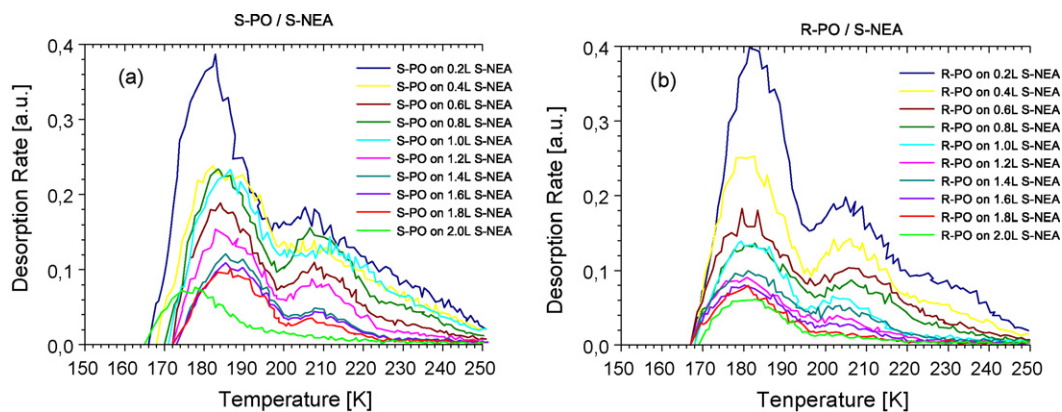 S-PO / S-NEA
(a)
S-PO on 0.2L S-NEA
S-PO on 0.4L S-NEA
S-PO on 0.6L S-NEA
S-PO on 0.8L S-NEA
S-PO on 1.0L S-NEA
S-PO on 1.2L S-NEA
S-PO on 1.4L S-NEA
S-PO on 1.6L S-NEA
S-PO on 1.8L S-NEA
S-PO on 2.0L S-NEA
Desorption Rate [a.u.]
0,4
0,3
0,2
0,1
0,0
150 160 170 180 190 200 210 220 230 240 250
Temperature [K]
R-PO / S-NEA
(b)
R-PO on 0.2L S-NEA
R-PO on 0.4L S-NEA
R-PO on 0.6L S-NEA
R-PO on 0.8L S-NEA
R-PO on 1.0L S-NEA
R-PO on 1.2L S-NEA
R-PO on 1.4L S-NEA
R-PO on 1.6L S-NEA
R-PO on 1.8L S-NEA
R-PO on 2.0L S-NEA
Desorption Rate [a.u.]
0,4
0,3
0,2
0,1
0,0
150 160 170 180 190 200 210 220 230 240 250
Temperature [K]